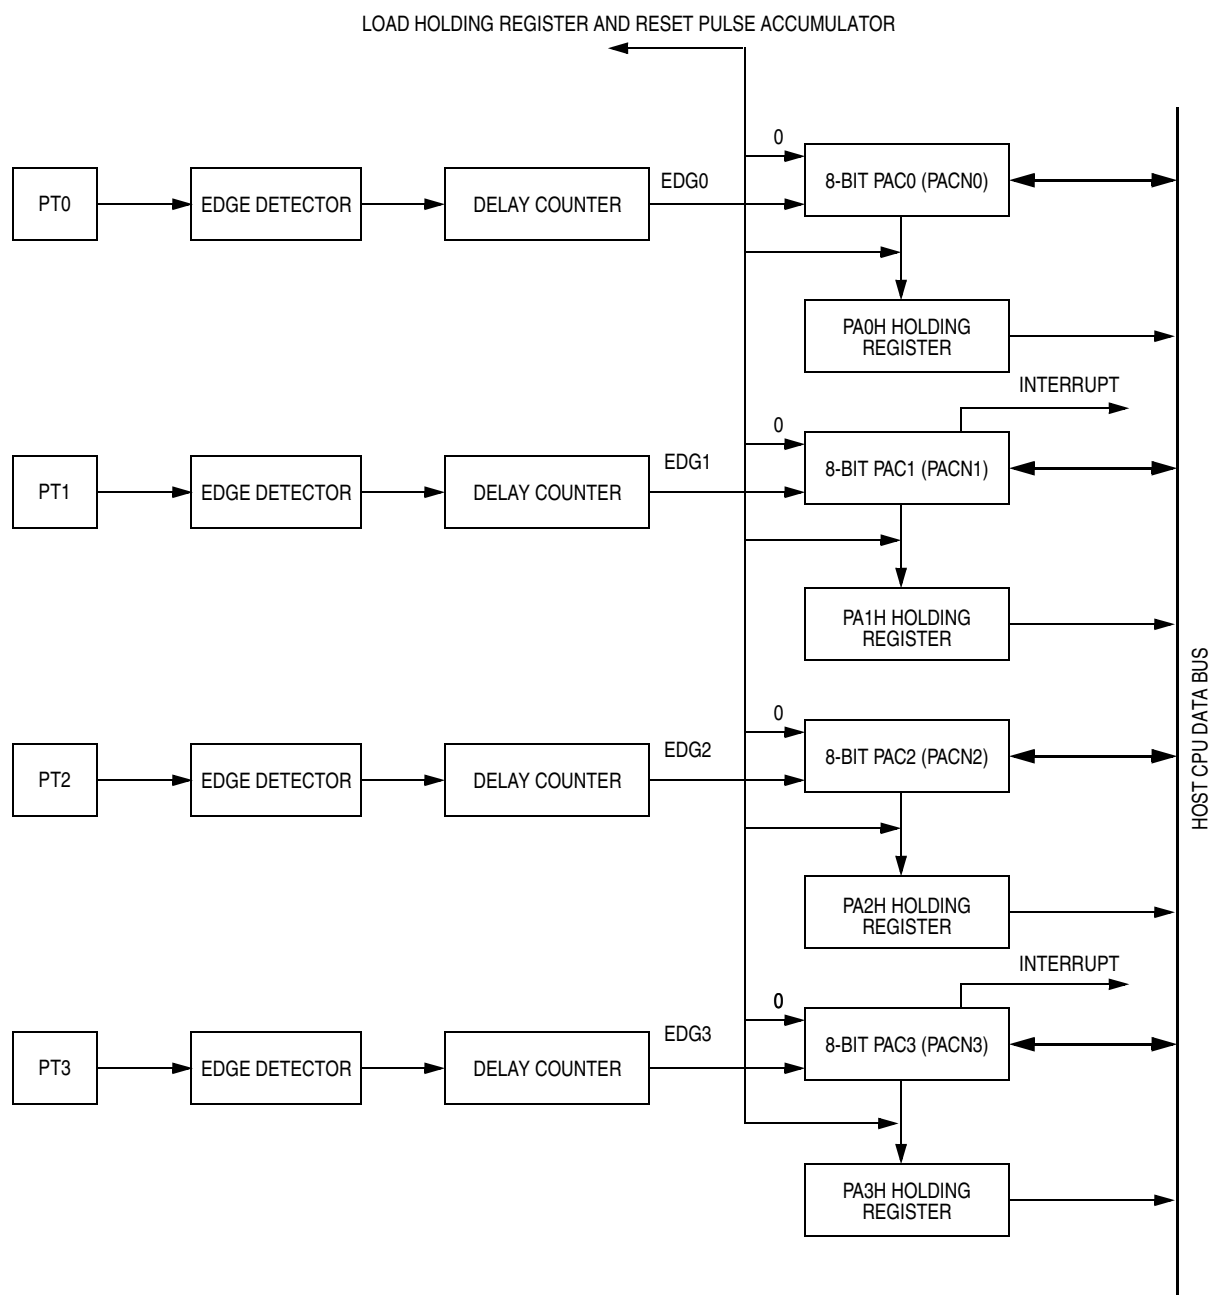 LOAD HOLDING REGISTER AND RESET PULSE ACCUMULATOR
0
EDG0
8-BIT PAC0 (PACN0)
PT0
EDGE DETECTOR
DELAY COUNTER
PA0H HOLDING
REGISTER
INTERRUPT
0
EDG1
8-BIT PAC1 (PACN1)
PT1
EDGE DETECTOR
DELAY COUNTER
PA1H HOLDING
REGISTER
HOST CPU DATA BUS
0
EDG2
8-BIT PAC2 (PACN2)
PT2
EDGE DETECTOR
DELAY COUNTER
PA2H HOLDING
REGISTER
INTERRUPT
0
EDG3
8-BIT PAC3 (PACN3)
PT3
EDGE DETECTOR
DELAY COUNTER
PA3H HOLDING
REGISTER